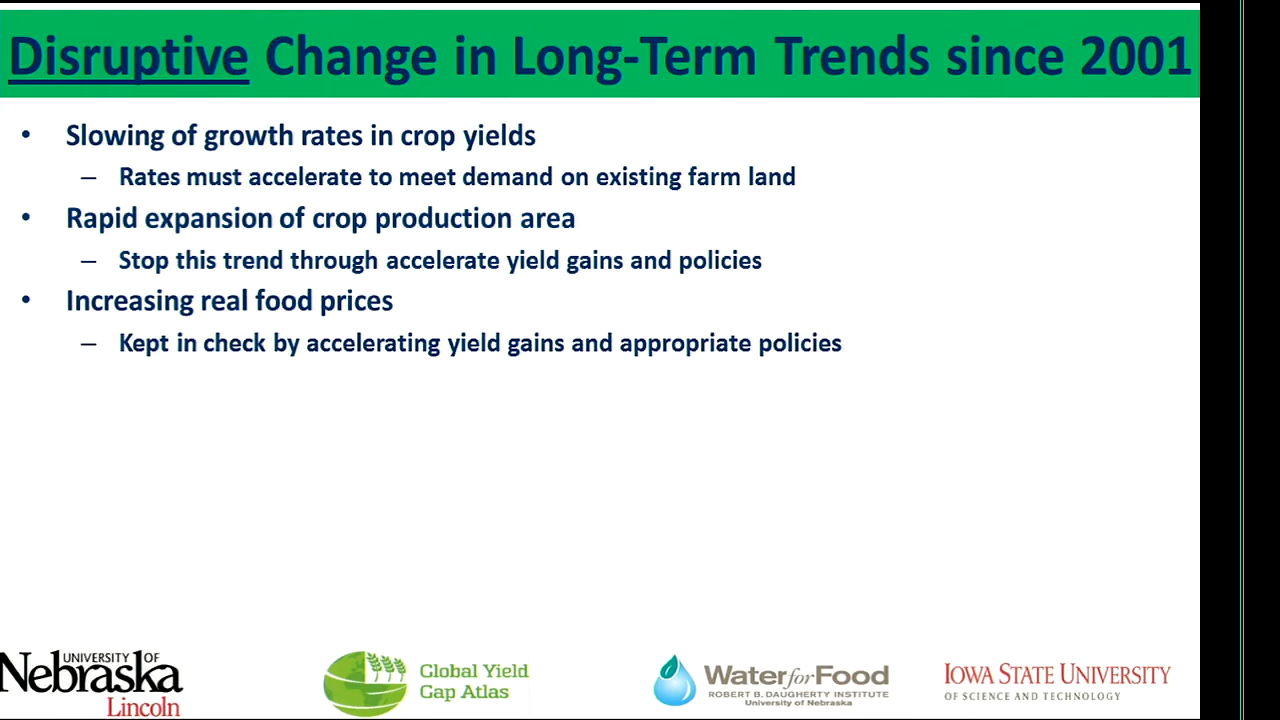 Disruptive Change in Long-Term Trends since 2001
• Slowing of growth rates in crop yields
– Rates must accelerate to meet demand on existing farm land
• Rapid expansion of crop production area
– Stop this trend through accelerate yield gains and policies
• Increasing real food prices
– Kept in check by accelerating yield gains and appropriate policies
UNIVERSITY OF
Nebraska
Lincoln
Global Yield
Gap Atlas
Water for Food
ROBERT B. DAUGHERTY INSTITUTE
University of Nebraska
IOWA STATE UNIVERSITY
OF SCIENCE AND TECHNOLOGY